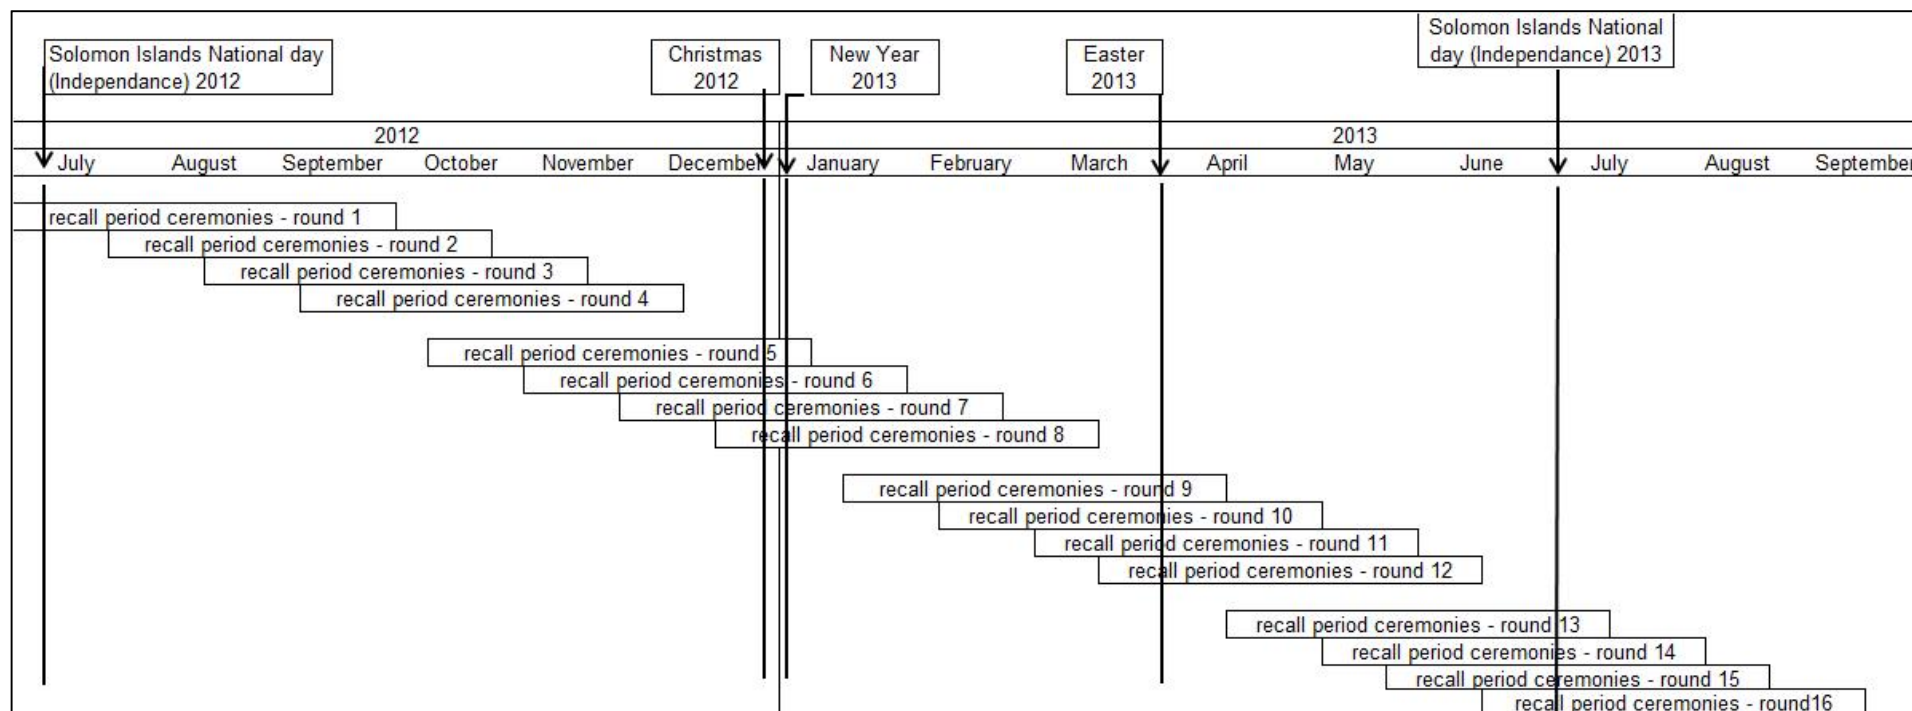 Solomon Islands National day
(Independance) 2012
Christmas
2012
New Year
2013
Easter
2013
Solomon Islands National
day (Independance) 2013
2012 2013
July August September October November December January February March April May June July August September
recall period ceremonies - round 1
recall period ceremonies - round 2
recall period ceremonies - round 3
recall period ceremonies - round 4
recall period ceremonies - round 5
recall period ceremonies - round 6
recall period ceremonies - round 7
recall period ceremonies - round 8
recall period ceremonies - round 9
recall period ceremonies - round 10
recall period ceremonies - round 11
recall period ceremonies - round 12
recall period ceremonies - round 13
recall period ceremonies - round 14
recall period ceremonies - round 15
recall period ceremonies - round16